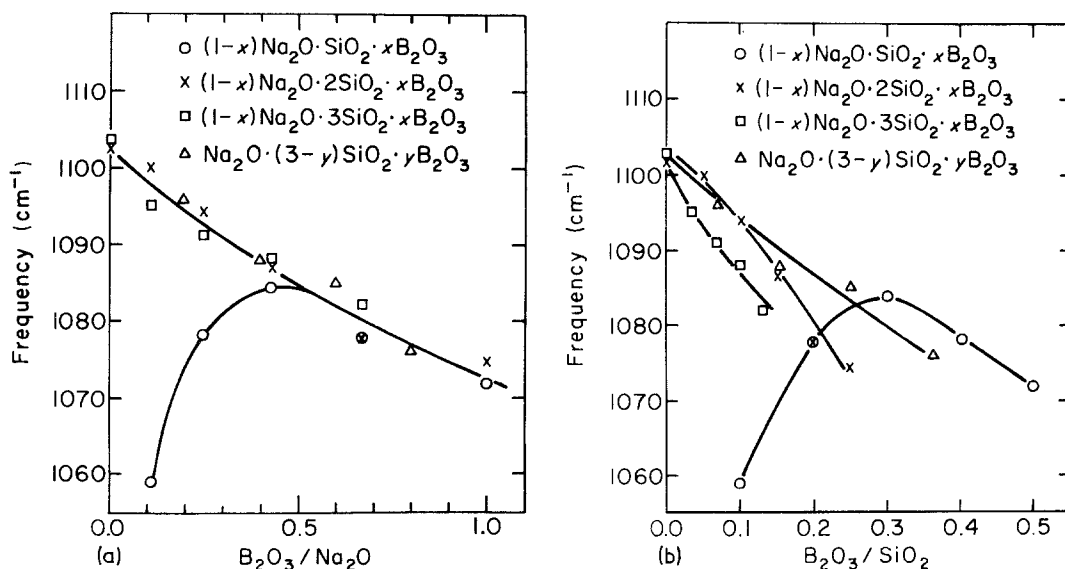 1110
1100
1090
1080
1070
1060
Frequency (cm⁻¹)
○ (1-x)Na₂O·SiO₂·xB₂O₃
× (1-x)Na₂O·2SiO₂·xB₂O₃
□ (1-x)Na₂O·3SiO₂·xB₂O₃
△ Na₂O·(3-y)SiO₂·yB₂O₃
0.0 0.5 1.0
(a) B₂O₃/Na₂O
1110
1100
1090
1080
1070
1060
Frequency (cm⁻¹)
○ (1-x)Na₂O·SiO₂·xB₂O₃
× (1-x)Na₂O·2SiO₂·xB₂O₃
□ (1-x)Na₂O·3SiO₂·xB₂O₃
△ Na₂O·(3-y)SiO₂·yB₂O₃
0.0 0.1 0.2 0.3 0.4 0.5
(b) B₂O₃/SiO₂